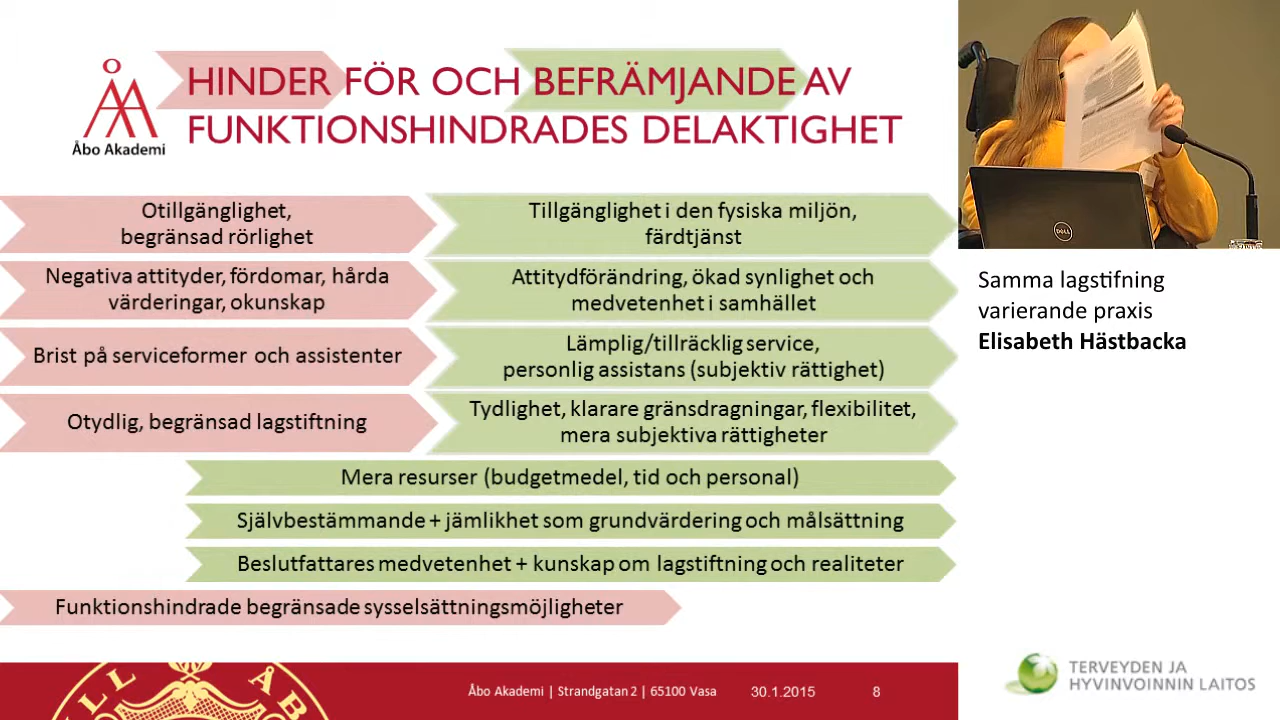 HINDER FÖR OCH BEFRÄMJANDE AV
FUNKTIONSHINDRADES DELAKTIGHET
Åbo Akademi
Otillgänglighet,
begränsad rörlighet
Tillgänglighet i den fysiska miljön,
färdtjänst
Negativa attityder, fördomar, hårda
värderingar, okunskap
Attitydförändring, ökad synlighet och
medvetenhet i samhället
Brist på serviceformer och assistenter
Lämplig/tillräcklig service,
personlig assistans (subjektiv rättighet)
Otydlig, begränsad lagstiftning
Tydlighet, klarare gränsdragningar, flexibilitet,
mera subjektiva rättigheter
Mera resurser (budgetmedel, tid och personal)
Självbestämmande + jämlikhet som grundvärdering och målsättning
Beslutfattares medvetenhet + kunskap om lagstiftning och realiteter
Funktionshindrade begränsade sysselsättningsmöjligheter
Åbo Akademi | Strandgatan 2 | 65100 Vasa
30.1.2015
8
DELL
Samma lagstifning
varierande praxis
Elisabeth Hästbacka
TERVEYDEN JA
HYVINVOINNIN LAITOS